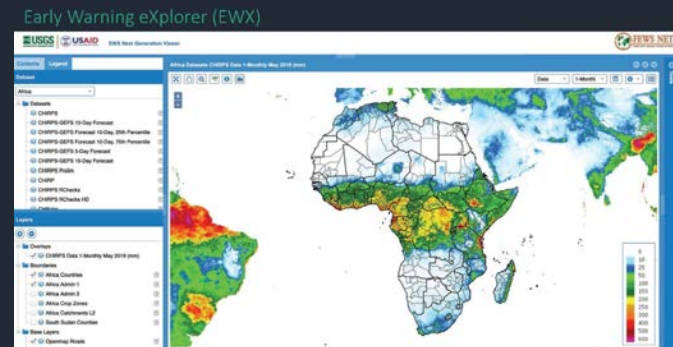 Early Warning eXplorer (EWX)
USGS USAID EWX Next Generation Viewer FEWS NET
Contents Legend
Africa Datasets CHIRPS Data 1-Monthly May 2019 (mm)
Dataset
Africa
Data 1-Month
Datasets
CHIRPS
CHIRPS-GEFS 10-Day Forecast
CHIRPS-GEFS Forecast 10-Day, 25th Percentile
CHIRPS-GEFS Forecast 10-Day, 75th Percentile
CHIRPS-GEFS 5-Day Forecast
CHIRPS-GEFS 15-Day Forecast
CHIRPS Prelim
CHIRP
CHIRPS RChecks
CHIRPS RChecks HD
Layers
Overlays
CHIRPS Data 1-Monthly May 2019 (mm)
Boundaries
Africa Countries
Africa Admin 1
Africa Admin 2
Africa Crop Zones
Africa Catchments L2
South Sudan Counties
Base Layers
Openmap Roads
0
10
25
50
100
150
200
250
300
400
500
600